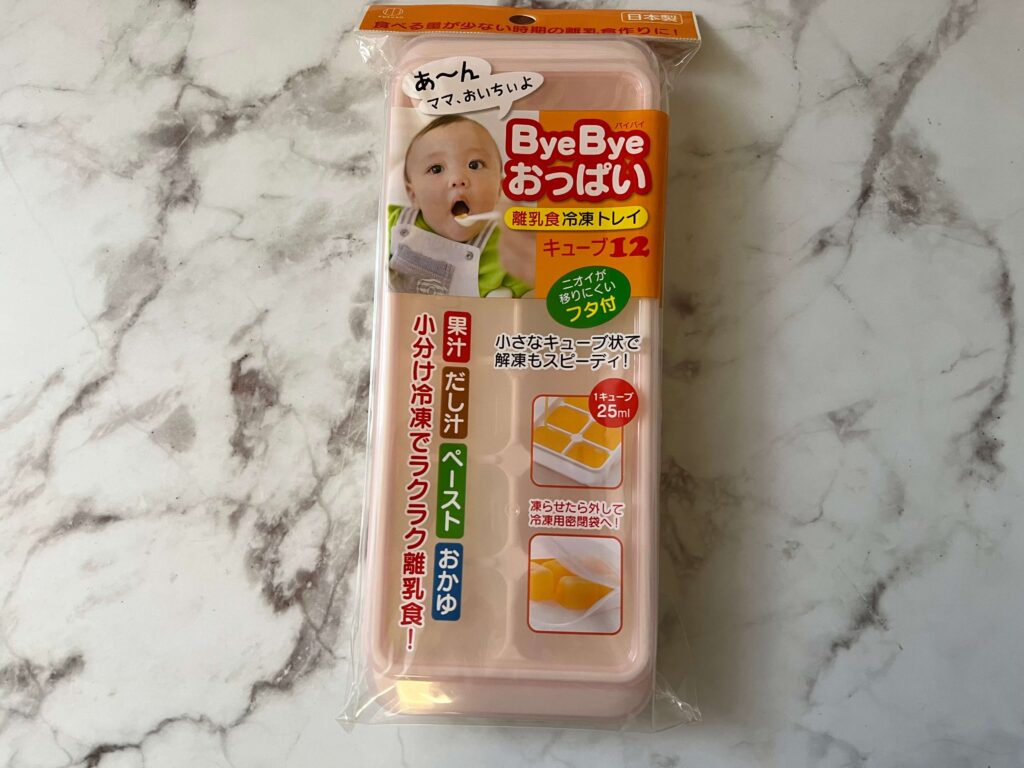 日本製
食べる量が少ない時期の離乳食作りに!
あ〜ん
ママ、おいちぃよ
バイバイ
ByeBye
おっぱい
離乳食冷凍トレイ
キューブ12
ニオイが
移りにくい
フタ付
小さなキューブ状で
解凍もスピーディ!
1キューブ
25ml
凍らせたら外して
冷凍用密閉袋へ!
果汁
だし汁
ペースト
おかゆ
小分け冷凍でラクラク離乳食!